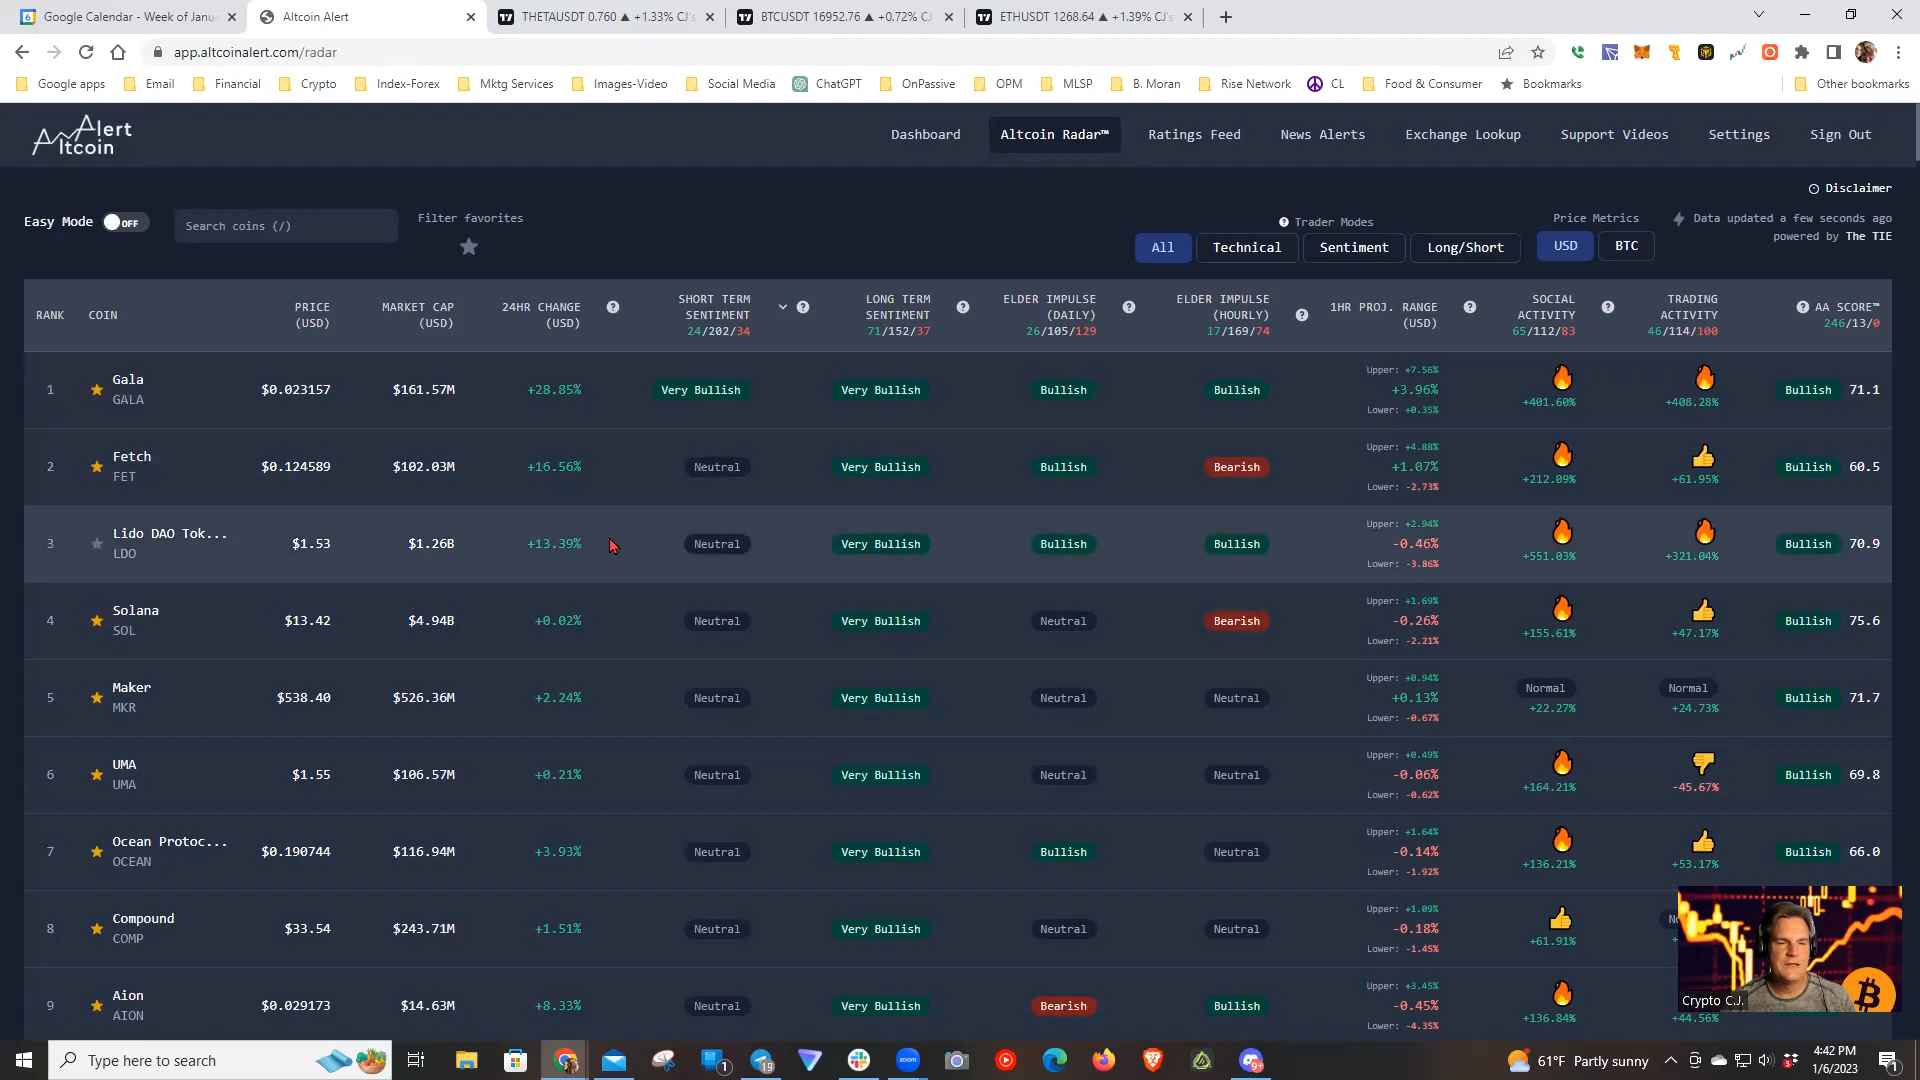 Google Calendar - Week of Janu
Altcoin Alert
THETAUSDT 0.760 ▲ +1.33% CJ's
BTCUSDT 16952.76 ▲ +0.72% CJ
ETHUSDT 1268.64 ▲ +1.39% CJ's
app.altcoinalert.com/radar
Google apps Email Financial Crypto Index-Forex Mktg Services Images-Video Social Media ChatGPT OnPassive OPM MLSP B. Moran Rise Network CL Food & Consumer Bookmarks Other bookmarks
Alert
Altcoin
Dashboard Altcoin Radar™ Ratings Feed News Alerts Exchange Lookup Support Videos Settings Sign Out
Disclaimer
Easy Mode OFF
Search coins (/)
Filter favorites
Trader Modes
All Technical Sentiment Long/Short
Price Metrics
USD BTC
Data updated a few seconds ago
powered by The TIE
RANK COIN
PRICE
(USD)
MARKET CAP
(USD)
24HR CHANGE
(USD)
SHORT TERM
SENTIMENT
24/202/34
LONG TERM
SENTIMENT
71/152/37
ELDER IMPULSE
(DAILY)
26/105/129
ELDER IMPULSE
(HOURLY)
17/169/74
1HR PROJ. RANGE
(USD)
SOCIAL
ACTIVITY
65/112/83
TRADING
ACTIVITY
46/114/100
AA SCORE™
246/13/0
Upper: +7.56%
1 Gala $0.023157 $161.57M +28.85% Very Bullish Very Bullish Bullish Bullish +3.96% Bullish 71.1
GALA Lower: +0.35% +401.60% +408.28%
Upper: +4.88%
2 Fetch $0.124589 $102.03M +16.56% Neutral Very Bullish Bullish Bearish +1.07% Bullish 60.5
FET Lower: -2.73% +212.09% +61.95%
Upper: +2.94%
3 Lido DAO Tok... $1.53 $1.26B +13.39% Neutral Very Bullish Bullish Bullish -0.46% Bullish 70.9
LDO Lower: -3.86% +551.03% +321.04%
Upper: +1.69%
4 Solana $13.42 $4.94B +0.02% Neutral Very Bullish Neutral Bearish -0.26% Bullish 75.6
SOL Lower: -2.21% +155.61% +47.17%
Upper: +0.94%
5 Maker $538.40 $526.36M +2.24% Neutral Very Bullish Neutral Neutral +0.13% Normal Normal Bullish 71.7
MKR Lower: -0.67% +22.27% +24.73%
Upper: +0.49%
6 UMA $1.55 $106.57M +0.21% Neutral Very Bullish Neutral Neutral -0.06% Bullish 69.8
UMA Lower: -0.62% +164.21% -45.67%
Upper: +1.64%
7 Ocean Protoc... $0.190744 $116.94M +3.93% Neutral Very Bullish Bullish Neutral -0.14% Bullish 66.0
OCEAN Lower: -1.92% +136.21% +53.17%
Upper: +1.09%
8 Compound $33.54 $243.71M +1.51% Neutral Very Bullish Neutral Neutral -0.18%
COMP Lower: -1.45% +61.91%
Upper: +3.45%
9 Aion $0.029173 $14.63M +8.33% Neutral Very Bullish Bearish Bullish -0.45%
AION Lower: -4.35% +136.84% +44.56%
Crypto C.J.
Type here to search
1
19
zoom
9+
61°F Partly sunny
3
4:42 PM
1/6/2023
1